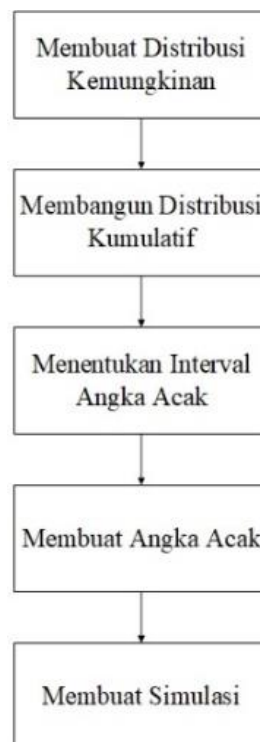 Membuat Distribusi
Kemungkinan
Membangun Distribusi
Kumulatif
Menentukan Interval
Angka Acak
Membuat Angka Acak
Membuat Simulasi